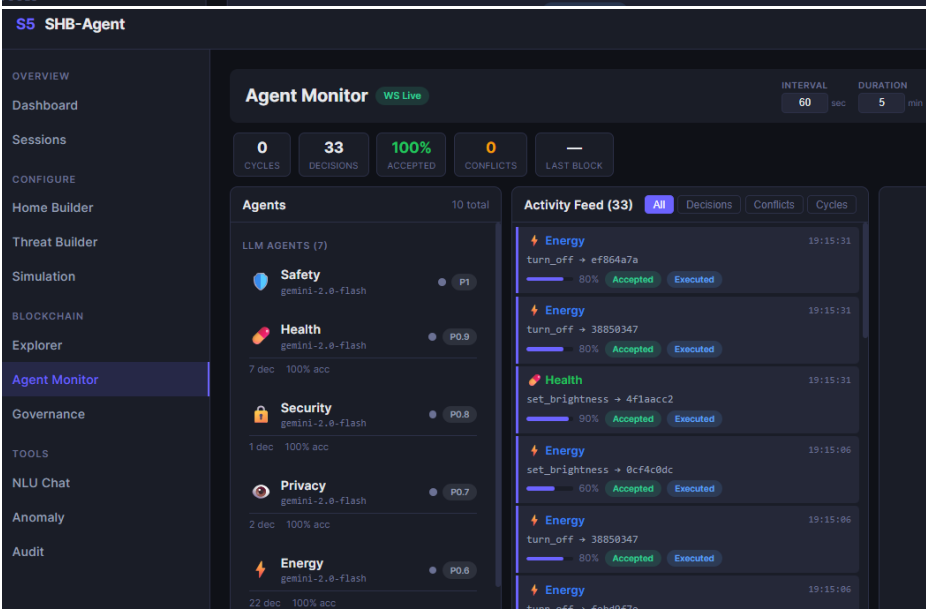 S5 SHB-Agent
OVERVIEW
Dashboard
Sessions
CONFIGURE
Home Builder
Threat Builder
Simulation
BLOCKCHAIN
Explorer
Agent Monitor
Governance
TOOLS
NLU Chat
Anomaly
Audit
Agent Monitor WS Live
INTERVAL DURATION
60 sec 5 min
0 33 100% 0 —
CYCLES DECISIONS ACCEPTED CONFLICTS LAST BLOCK
Agents 10 total
LLM AGENTS (7)
Safety
gemini-2.0-flash
P1
Health
gemini-2.0-flash
P0.9
7 dec 100% acc
Security
gemini-2.0-flash
P0.8
1 dec 100% acc
Privacy
gemini-2.0-flash
P0.7
2 dec 100% acc
Energy
gemini-2.0-flash
P0.6
22 dec 100% acc
Activity Feed (33) All Decisions Conflicts Cycles
Energy 19:15:31
turn_off → ef864a7a
80% Accepted Executed
Energy 19:15:31
turn_off → 38850347
80% Accepted Executed
Health 19:15:31
set_brightness → 4f1aacc2
90% Accepted Executed
Energy 19:15:06
set_brightness → 0cf4c0dc
60% Accepted Executed
Energy 19:15:06
turn_off → 38850347
80% Accepted Executed
Energy 19:15:06